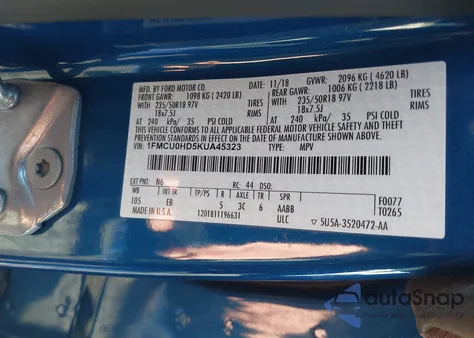 MFD. BY FORD MOTOR CO. 11/18 GVWR: 2096 KG ( 4620 LB)
FRONT GAWR: 1098 KG ( 2420 LB) REAR GAWR: 1006 KG ( 2218 LB)
WITH TIRES WITH TIRES
235/50R18 97V 235/50R18 97V
18x7.5J RIMS 18x7.5J RIMS
AT 240 kPa/ 35 PSI COLD AT 240 kPa/ 35 PSI COLD
THIS VEHICLE CONFORMS TO ALL APPLICABLE FEDERAL MOTOR VEHICLE
SAFETY, BUMPER, AND THEFT PREVENTION STANDARDS IN EFFECT ON THE DATE
OF MANUFACTURE SHOWN ABOVE.
VIN: 1FMCU0HD5KUA45323 TYPE: MPV
EXT PNT: N6 RC: 44 DSO:
WB INT TR TP/PS R AXLE TR SPR F0077
105 EB 5 3C 6 AABB T0265
MADE IN U.S.A. 1201811196631 ULC 5U5A-3520472-AA
autoSnap